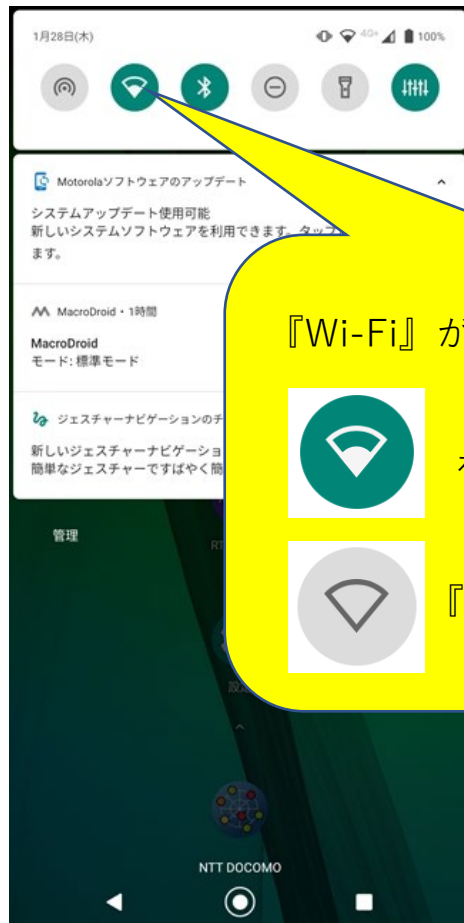 1月28日(木)
4G+
100%
Motorolaソフトウェアのアップデート
システムアップデート使用可能
新しいシステムソフトウェアを利用できます。タップ
ます。
MacroDroid・1時間
MacroDroid
モード: 標準モード
ジェスチャーナビゲーションのチ
新しいジェスチャーナビゲーショ
簡単なジェスチャーですばやく簡
『Wi-Fi』が
『
管理
RT
設定
NTT DOCOMO